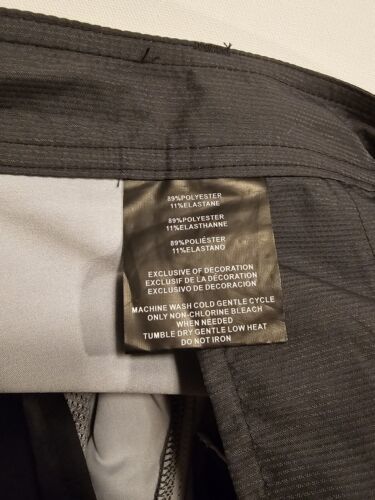 89%POLYESTER
11%ELASTANE
89%POLYESTER
11%ELASTHANNE
89%POLIÉSTER
11%ELASTANO
EXCLUSIVE OF DECORATION
EXCLUSIF DE LA DÉCORATION
EXCLUSIVO DE DECORACIÓN
MACHINE WASH COLD GENTLE CYCLE
ONLY NON-CHLORINE BLEACH
WHEN NEEDED
TUMBLE DRY GENTLE LOW HEAT
DO NOT IRON